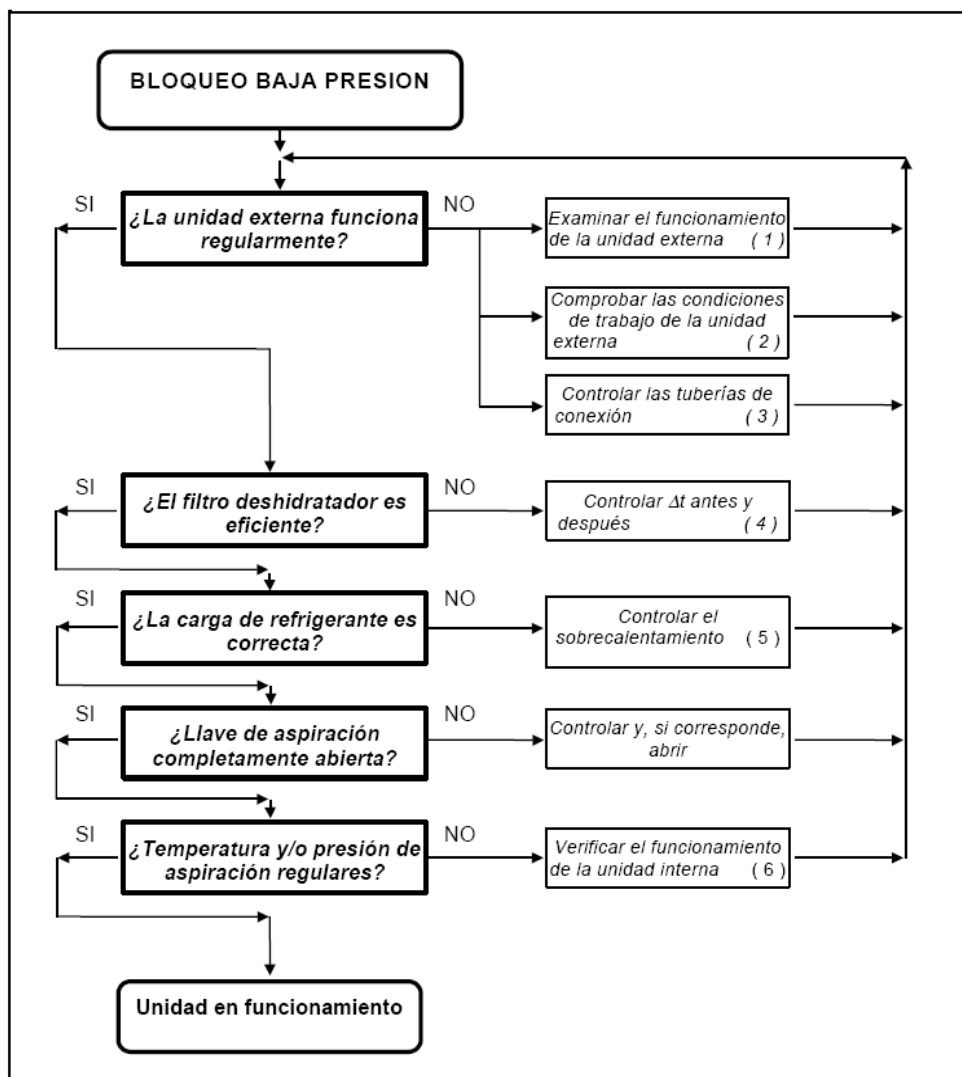 BLOQUEO BAJA PRESION
SI
¿La unidad externa funciona
regularmente?
NO
Examinar el funcionamiento
de la unidad externa ( 1 )
Comprobar las condiciones
de trabajo de la unidad
externa ( 2 )
Controlar las tuberías de
conexión ( 3 )
SI
¿El filtro deshidratador es
eficiente?
NO
Controlar Δt antes y
después ( 4 )
SI
¿La carga de refrigerante es
correcta?
NO
Controlar el
sobrecalentamiento ( 5 )
SI
¿Llave de aspiración
completamente abierta?
NO
Controlar y, si corresponde,
abrir
SI
¿Temperatura y/o presión de
aspiración regulares?
NO
Verificar el funcionamiento
de la unidad interna ( 6 )
Unidad en funcionamiento